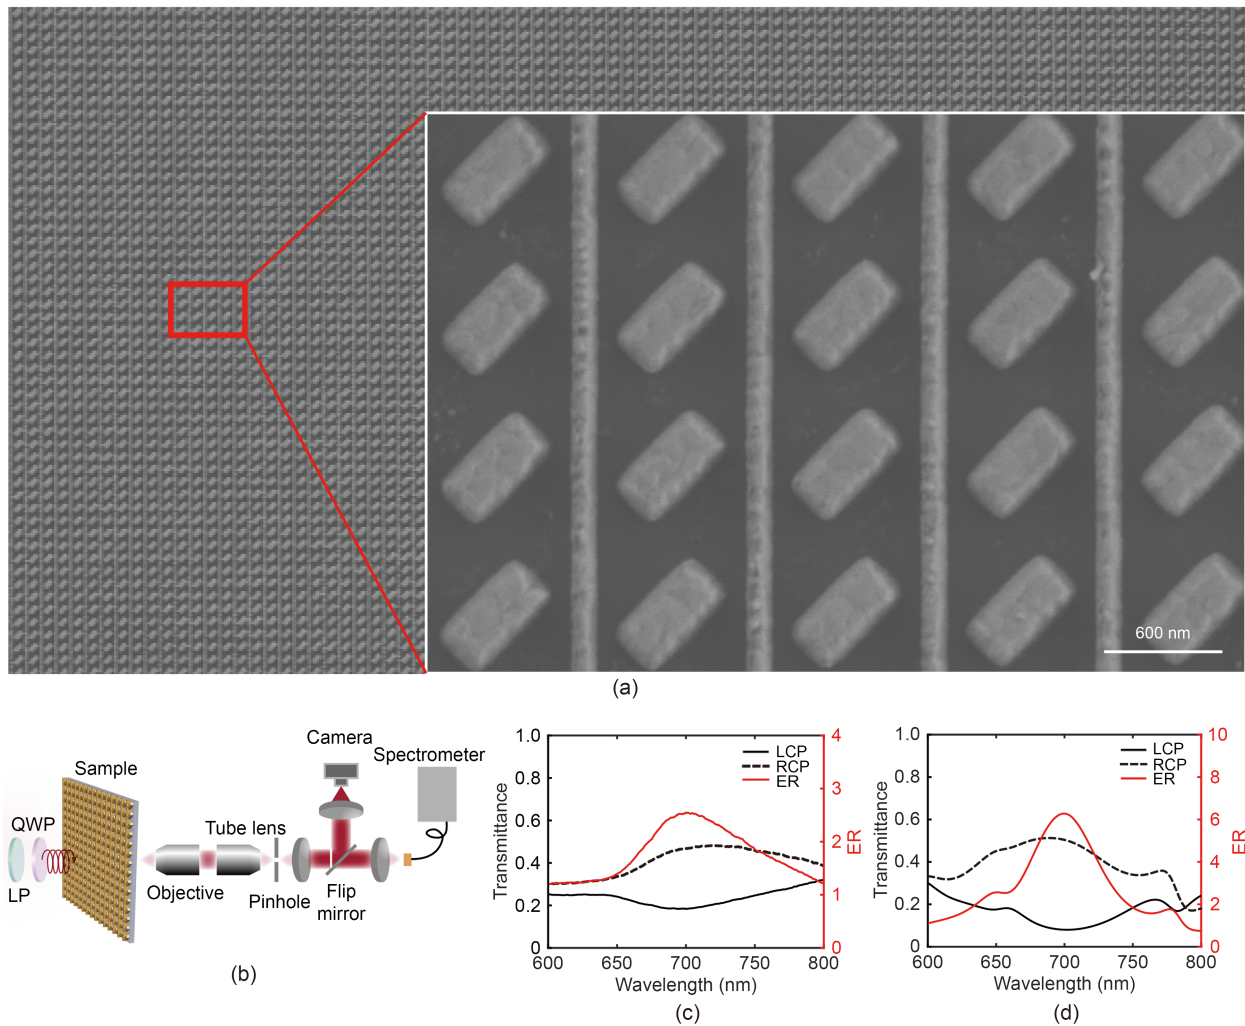 600 nm
(a)
Camera
Spectrometer
Sample
QWP
Tube lens
LP
Objective
Pinhole
Flip
mirror
(b)
1.0
0.8
0.6
0.4
0.2
0
Transmittance
LCP
RCP
ER
4
3
2
1
0
ER
600
650
700
750
800
Wavelength (nm)
(c)
1.0
0.8
0.6
0.4
0.2
0
Transmittance
LCP
RCP
ER
10
8
6
4
2
0
ER
600
650
700
750
800
Wavelength (nm)
(d)